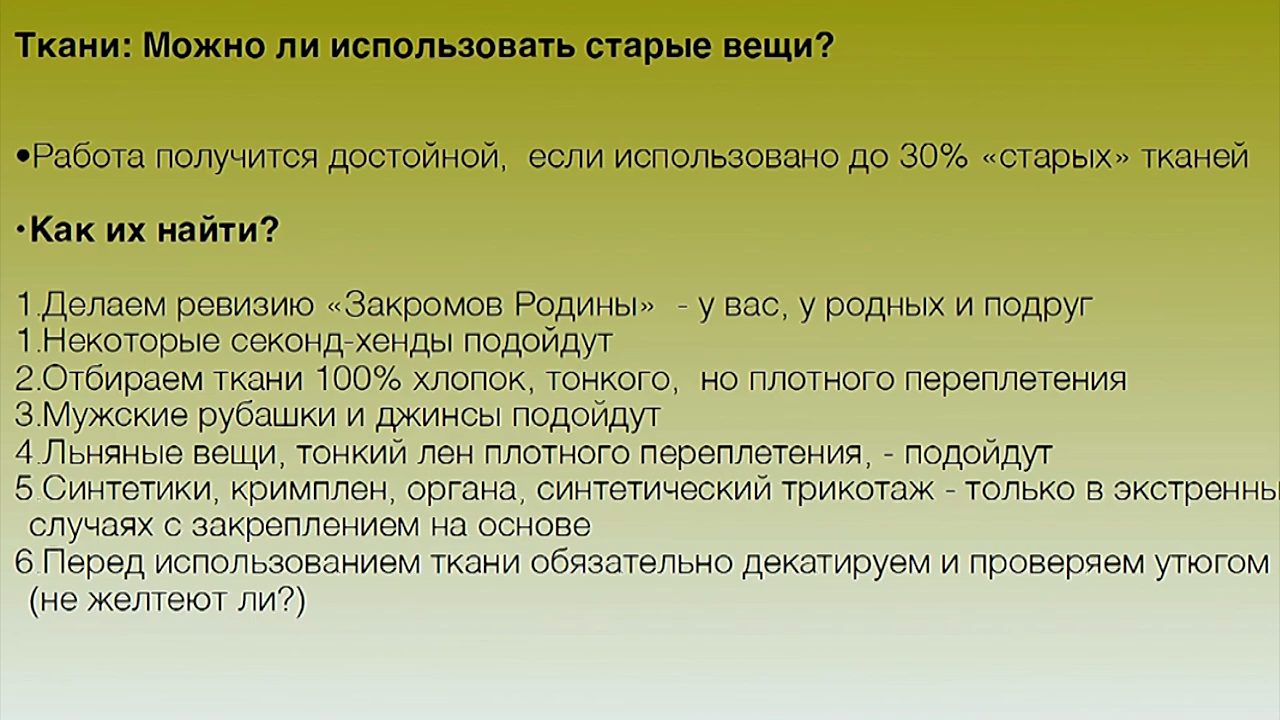 Ткани: Можно ли использовать старые вещи?
•Работа получится достойной, если использовано до 30% «старых» тканей
•Как их найти?
1.Делаем ревизию «Закромов Родины» - у вас, у родных и подруг
1.Некоторые секонд-хенды подойдут
2.Отбираем ткани 100% хлопок, тонкого, но плотного переплетения
3.Мужские рубашки и джинсы подойдут
4.Льняные вещи, тонкий лен плотного переплетения, - подойдут
5.Синтетики, кримплен, органа, синтетический трикотаж - только в экстренны
случаях с закреплением на основе
6.Перед использованием ткани обязательно декатируем и проверяем утюгом
(не желтеют ли?)